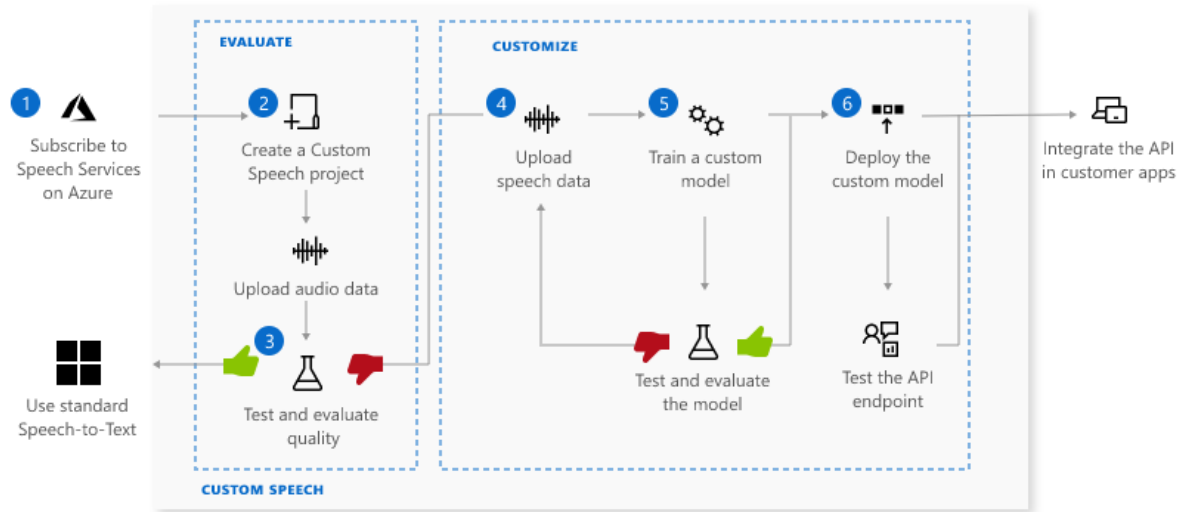 EVALUATE
CUSTOMIZE
1
Subscribe to
Speech Services
on Azure
2
Create a Custom
Speech project
Upload audio data
3
Test and evaluate
quality
Use standard
Speech-to-Text
4
Upload
speech data
5
Train a custom
model
Test and evaluate
the model
6
Deploy the
custom model
Test the API
endpoint
Integrate the API
in customer apps
CUSTOM SPEECH